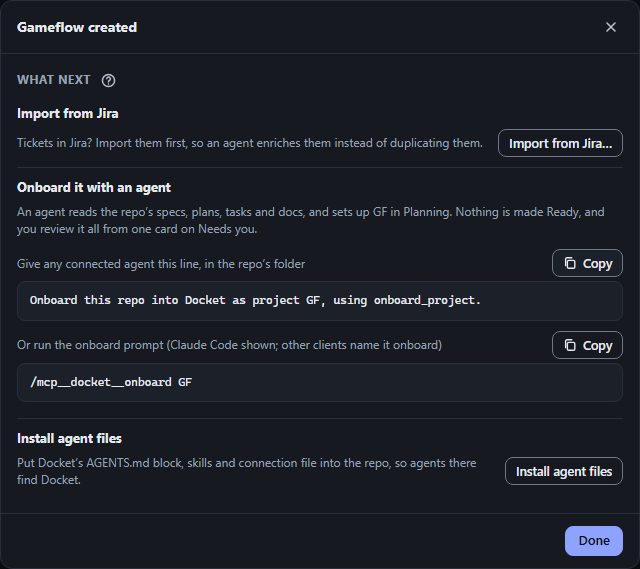 Gameflow created
WHAT NEXT
Import from Jira
Tickets in Jira? Import them first, so an agent enriches them instead of duplicating them.
Import from Jira...
Onboard it with an agent
An agent reads the repo's specs, plans, tasks and docs, and sets up GF in Planning. Nothing is made Ready, and
you review it all from one card on Needs you.
Give any connected agent this line, in the repo's folder
Copy
Onboard this repo into Docket as project GF, using onboard_project.
Or run the onboard prompt (Claude Code shown; other clients name it onboard)
Copy
/mcp__docket__onboard GF
Install agent files
Put Docket's AGENTS.md block, skills and connection file into the repo, so agents there
find Docket.
Install agent files
Done